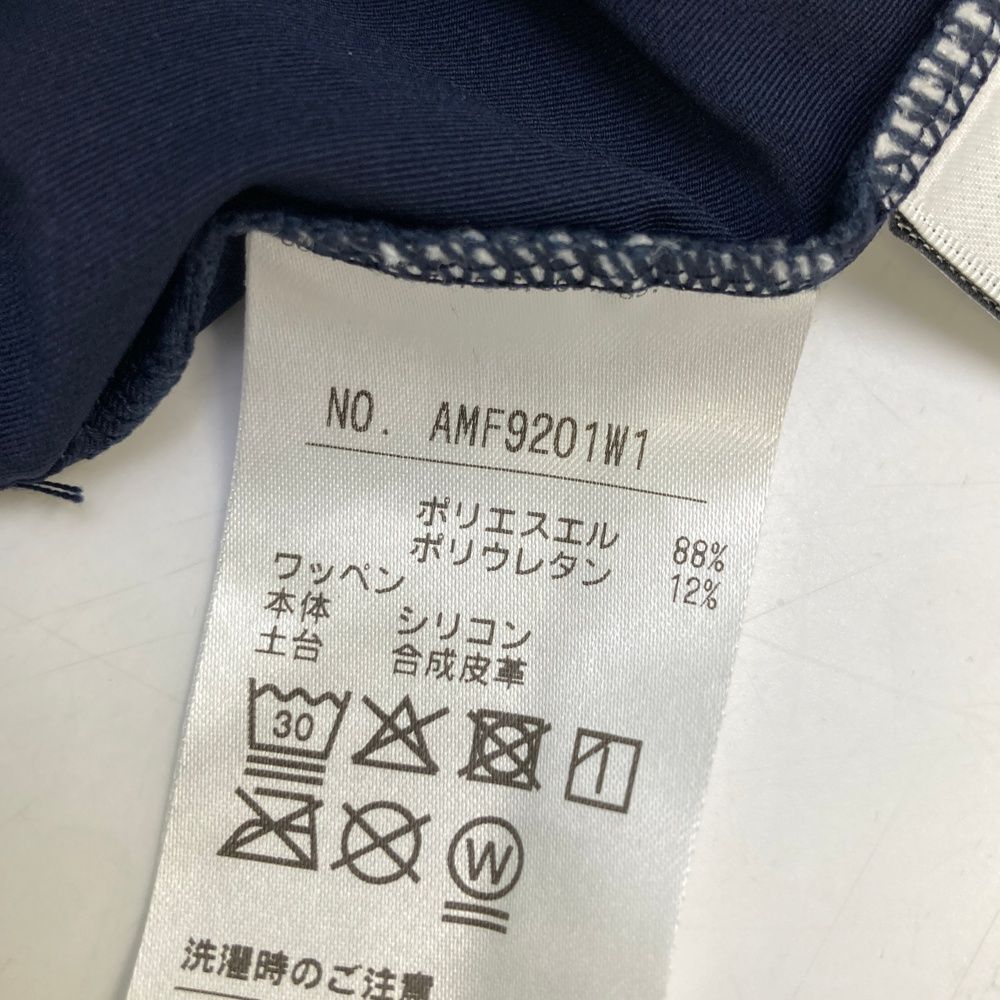 NO. AMF9201W1
ポリエステル 88%
ポリウレタン 12%
ワッペン
本体 シリコン
土台 合成皮革
30
W
洗濯時のご注意